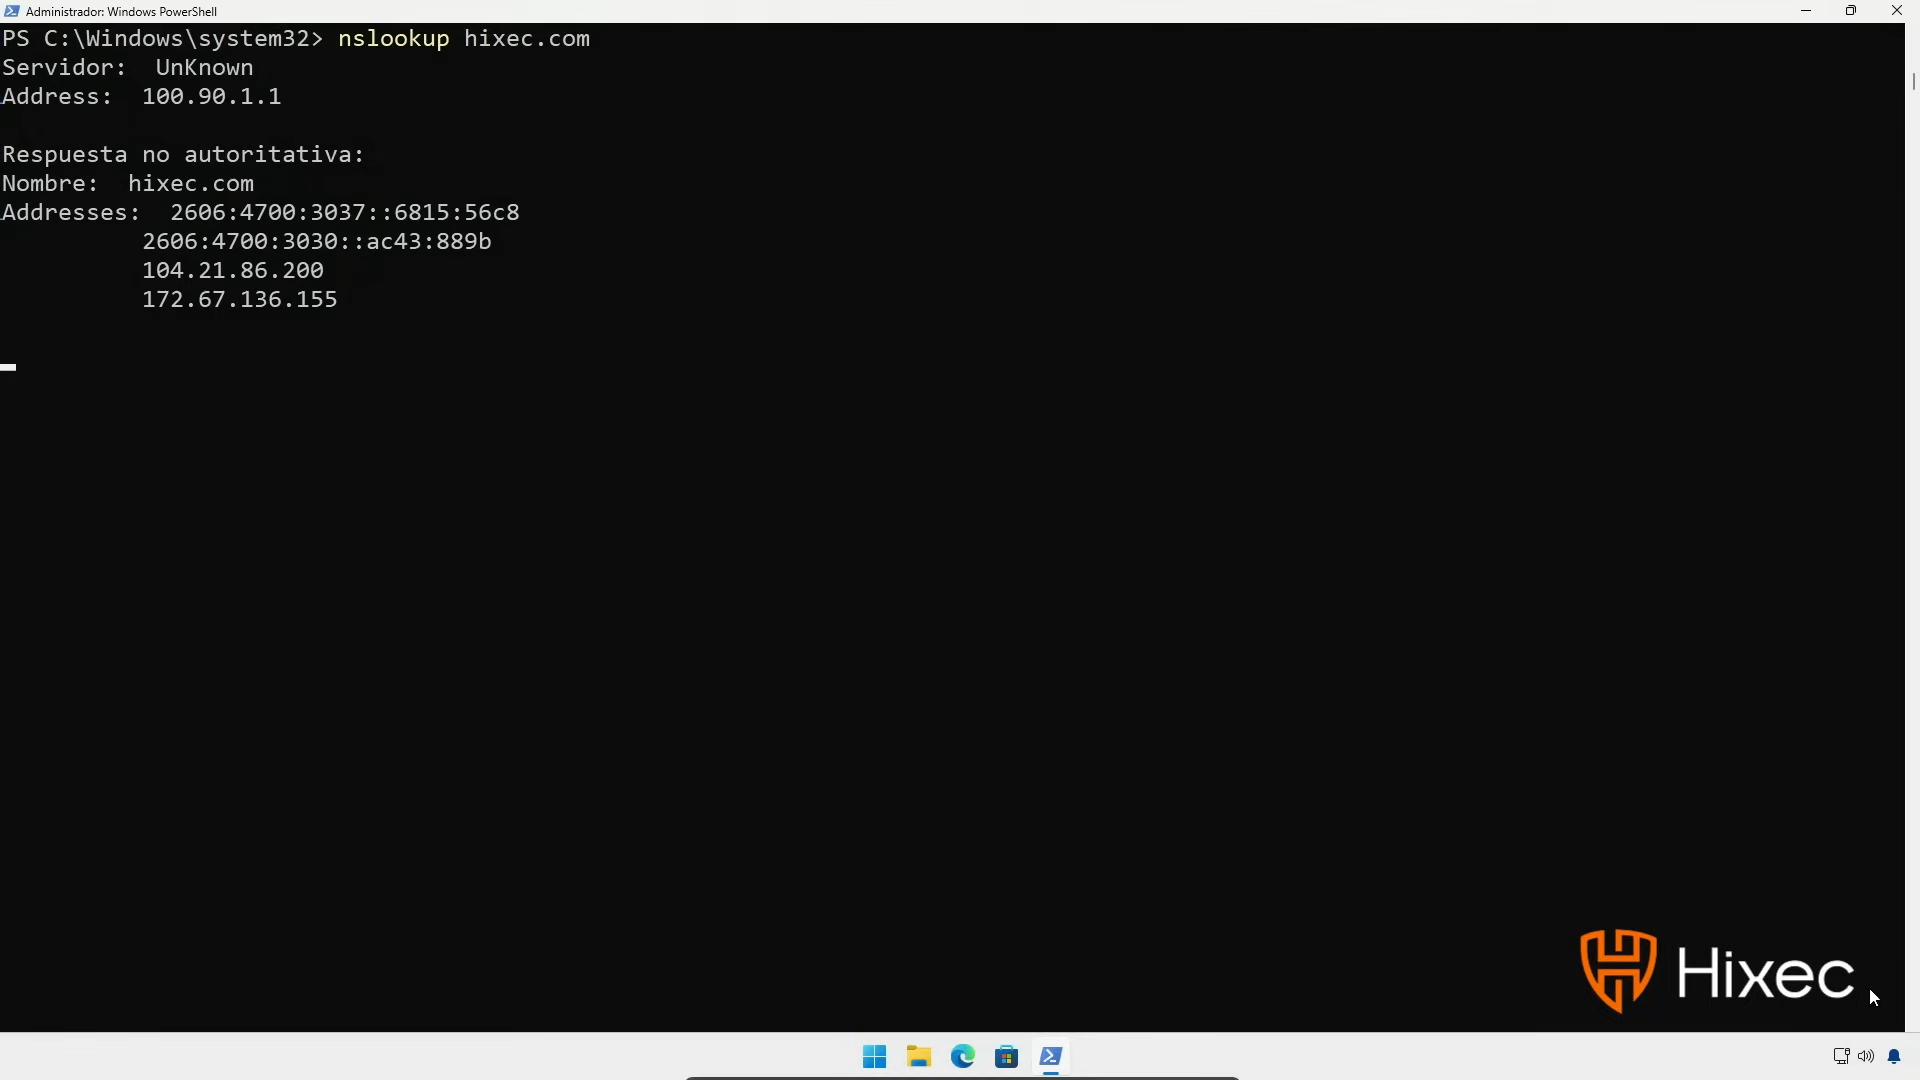 Administrador: Windows PowerShell
PS C:\Windows\system32> nslookup hixec.com
Servidor:  UnKnown
Address:  100.90.1.1

Respuesta no autoritativa:
Nombre:  hixec.com
Addresses:  2606:4700:3037::6815:56c8
          2606:4700:3030::ac43:889b
          104.21.86.200
          172.67.136.155
Hixec